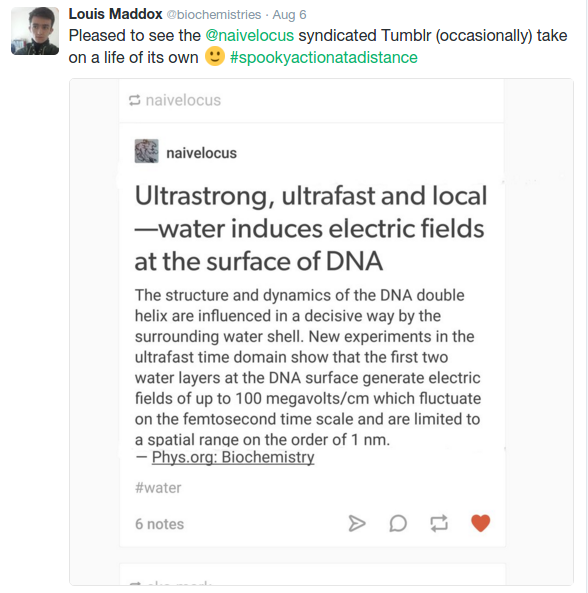 Louis Maddox @biochemistries · Aug 6
Pleased to see the @naivelocus syndicated Tumblr (occasionally) take
on a life of its own 🙂 #spookyactionatadistance
naivelocus
naivelocus
Ultrastrong, ultrafast and local
—water induces electric fields
at the surface of DNA
The structure and dynamics of the DNA double
helix are influenced in a decisive way by the
surrounding water shell. New experiments in the
ultrafast time domain show that the first two
water layers at the DNA surface generate electric
fields of up to 100 megavolts/cm which fluctuate
on the femtosecond time scale and are limited to
a spatial range on the order of 1 nm.
— Phys.org: Biochemistry
#water
6 notes